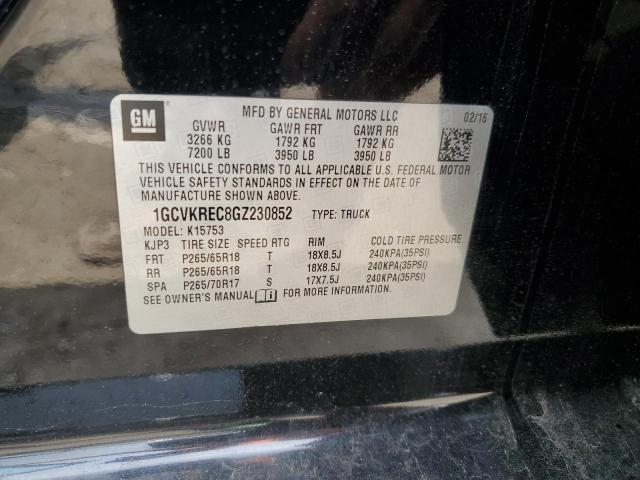 GM
MFD BY GENERAL MOTORS LLC
02/16
GVWR GAWR FRT GAWR RR
3266 KG 1792 KG 1792 KG
7200 LB 3950 LB 3950 LB
THIS VEHICLE CONFORMS TO ALL APPLICABLE U.S. FEDERAL MOTOR
VEHICLE SAFETY STANDARDS IN EFFECT ON THE DATE OF
MANUFACTURE SHOWN ABOVE.
1GCVKREC8GZ230852 TYPE: TRUCK
MODEL: K15753
KJP3 TIRE SIZE SPEED RTG RIM COLD TIRE PRESSURE
FRT P265/65R18 T 18X8.5J 240KPA(35PSI)
RR P265/65R18 T 18X8.5J 240KPA(35PSI)
SPA P265/70R17 S 17X7.5J 240KPA(35PSI)
SEE OWNER'S MANUAL FOR MORE INFORMATION.